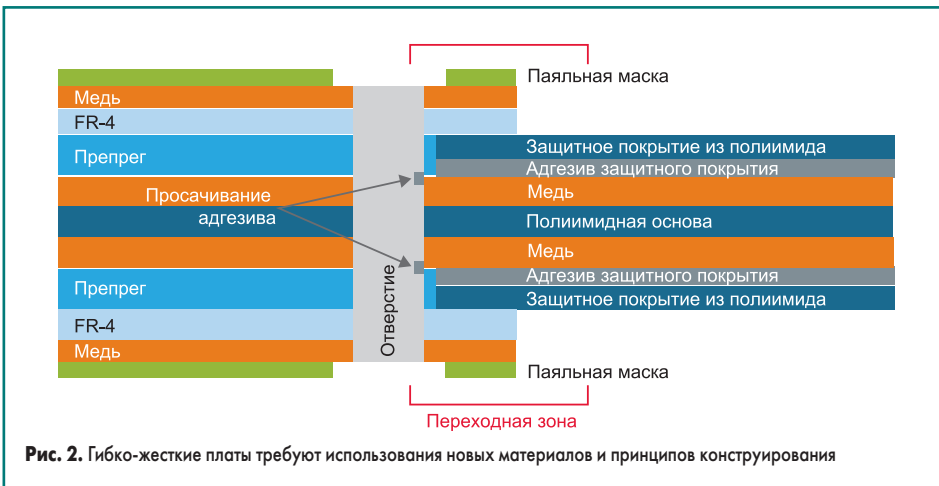 Паяльная маска
Медь
FR-4
Препрег
Защитное покрытие из полиимида
Адгезив защитного покрытия
Просачивание
адгезива
Медь
Полиимидная основа
Медь
Отверстие
Адгезив защитного покрытия
Препрег
Защитное покрытие из полиимида
FR-4
Медь
Паяльная маска
Переходная зона
Рис. 2. Гибко-жесткие платы требуют использования новых материалов и принципов конструирования